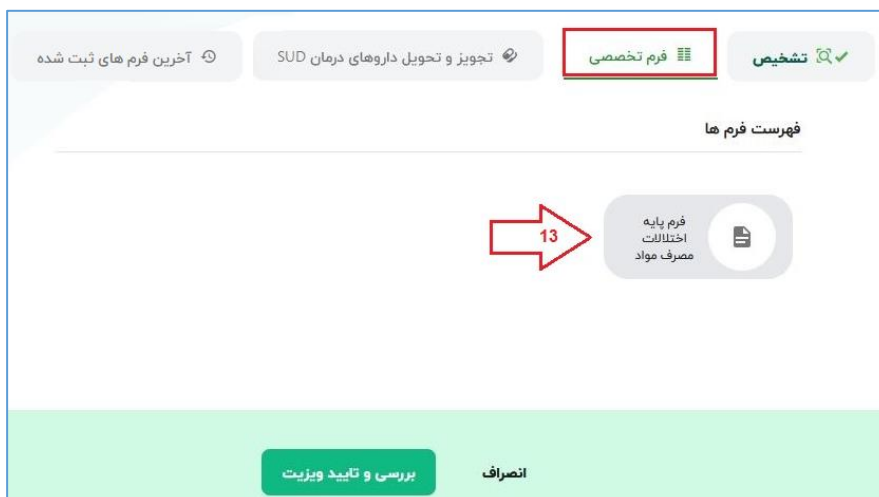 تشخیص
فرم تخصصی
تجویز و تحویل داروهای درمان SUD
آخرین فرم های ثبت شده
فهرست فرم ها
فرم پایه
اختلالات
مصرف مواد
13
انصراف
بررسی و تایید ویزیت